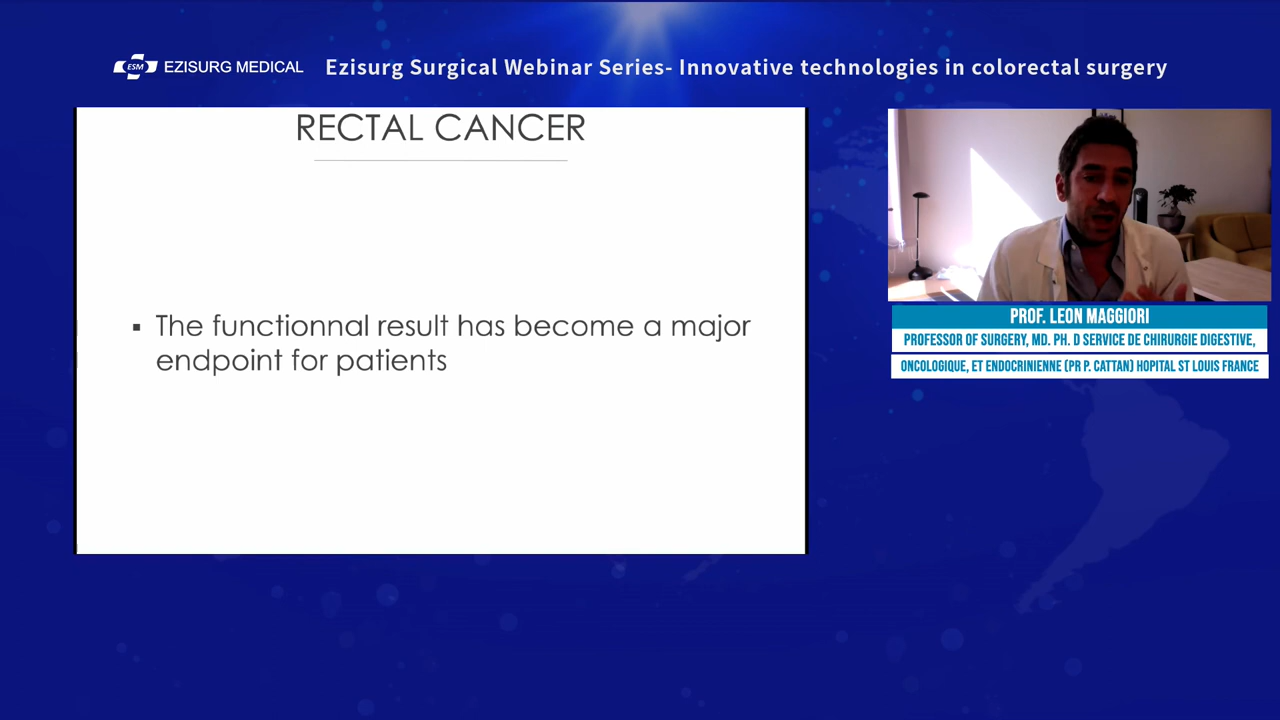 ESM EZISURG MEDICAL
Ezisurg Surgical Webinar Series- Innovative technologies in colorectal surgery
RECTAL CANCER
▪ The functionnal result has become a major
endpoint for patients
PROF. LEON MAGGIORI
PROFESSOR OF SURGERY, MD. PH. D SERVICE DE CHIRURGIE DIGESTIVE,
ONCOLOGIQUE, ET ENDOCRINIENNE (PR P. CATTAN) HOPITAL ST LOUIS FRANCE